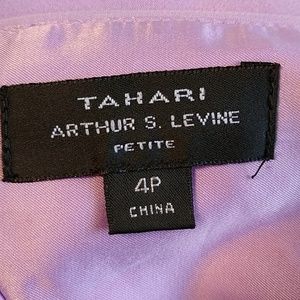 TAHARI
ARTHUR S. LEVINE
PETITE
4P
CHINA